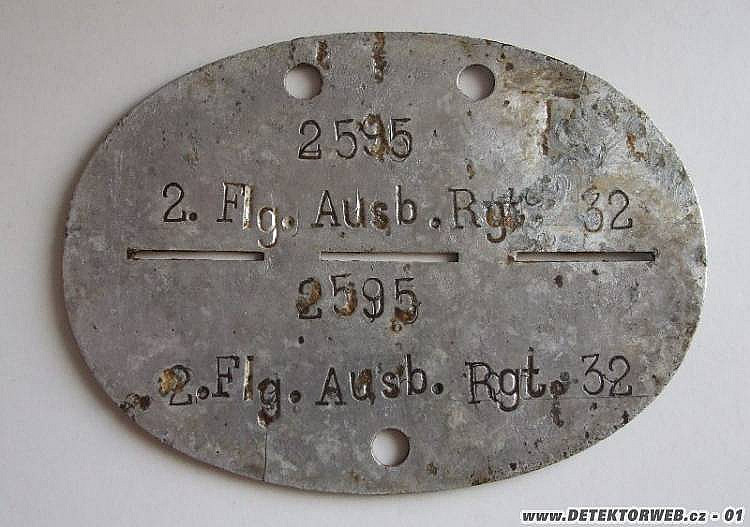 2595
2. Flg. Ausb. Rgt. 32
2595
2. Flg. Ausb. Rgt. 32
www.DETEKTORWEB.cz - 01